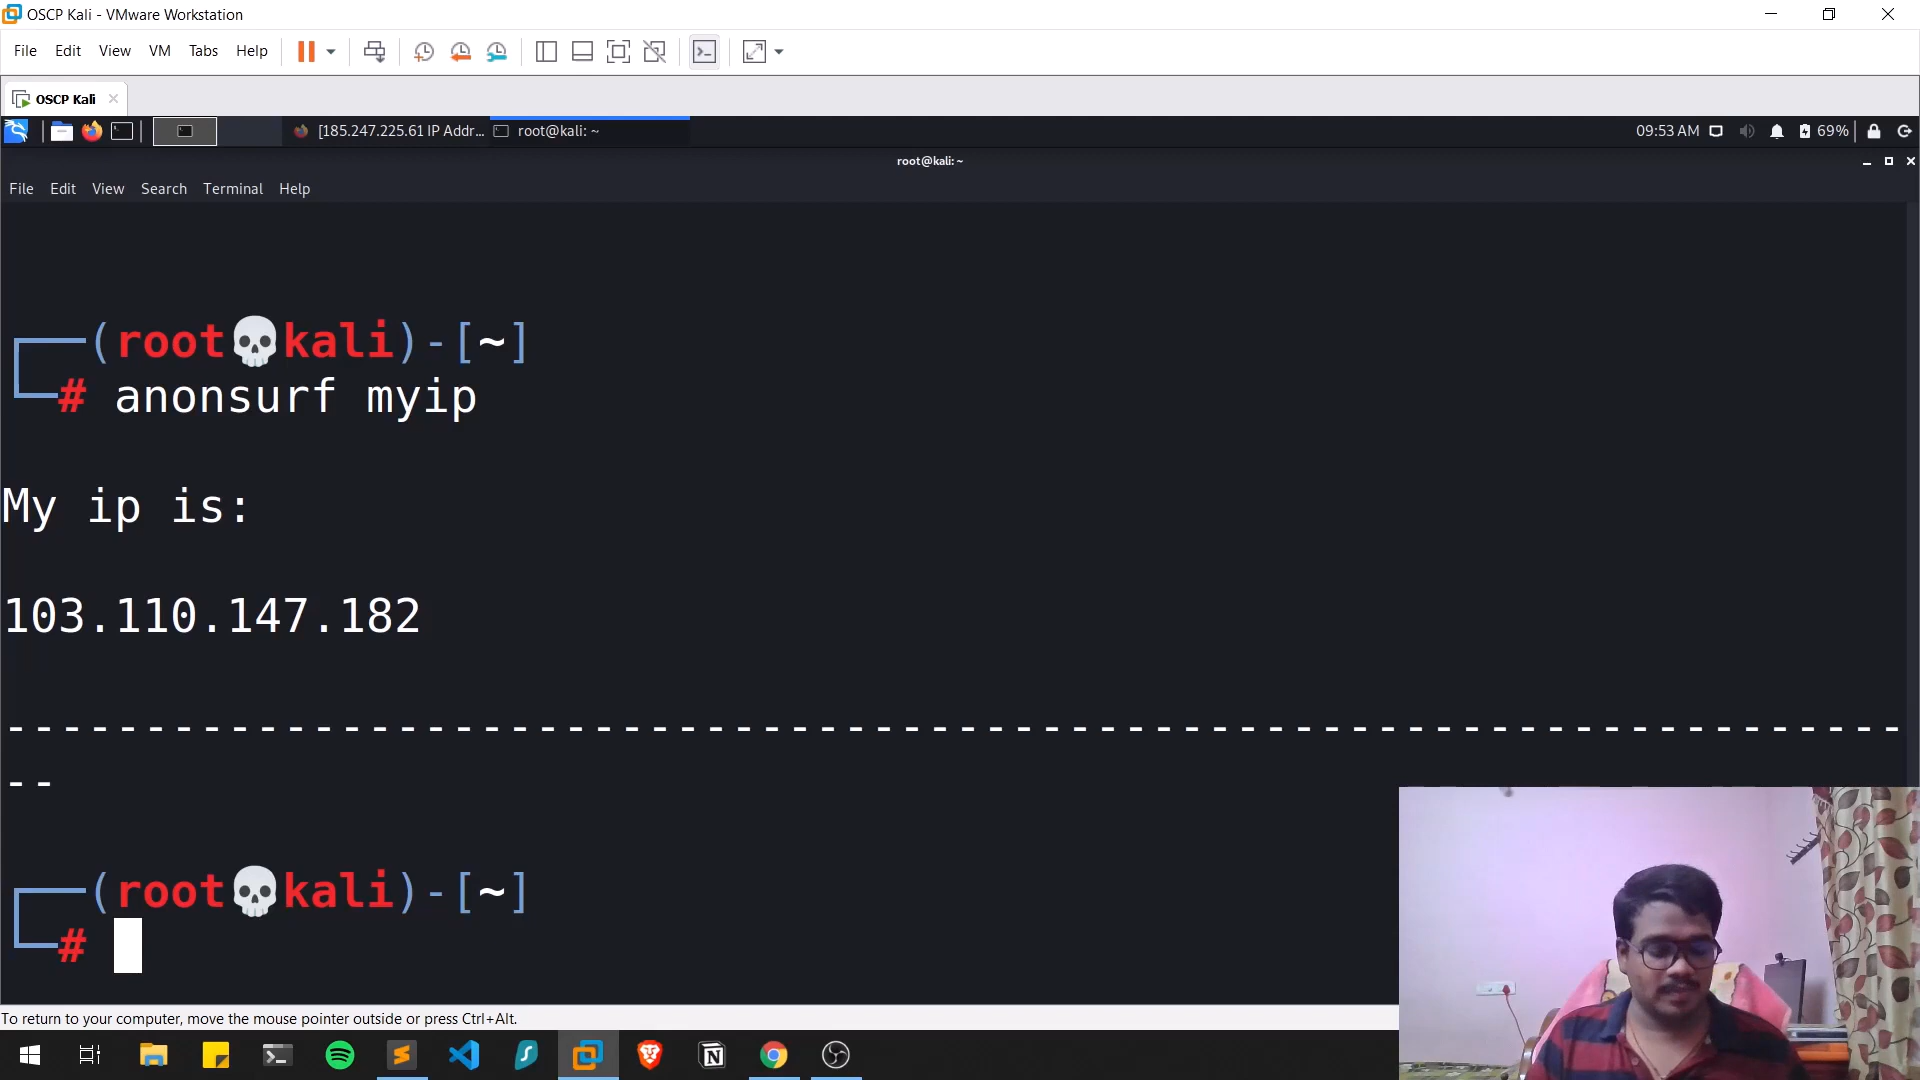 OSCP Kali - VMware Workstation
File Edit View VM Tabs Help
OSCP Kali
[185.247.225.61 IP Addr... root@kali: ~ 09:53 AM 69%
root@kali: ~
File Edit View Search Terminal Help
(root💀kali)-[~]
# anonsurf myip
My ip is:
103.110.147.182
--------------------------------------------------------------------
--
(root💀kali)-[~]
#
To return to your computer, move the mouse pointer outside or press Ctrl+Alt.